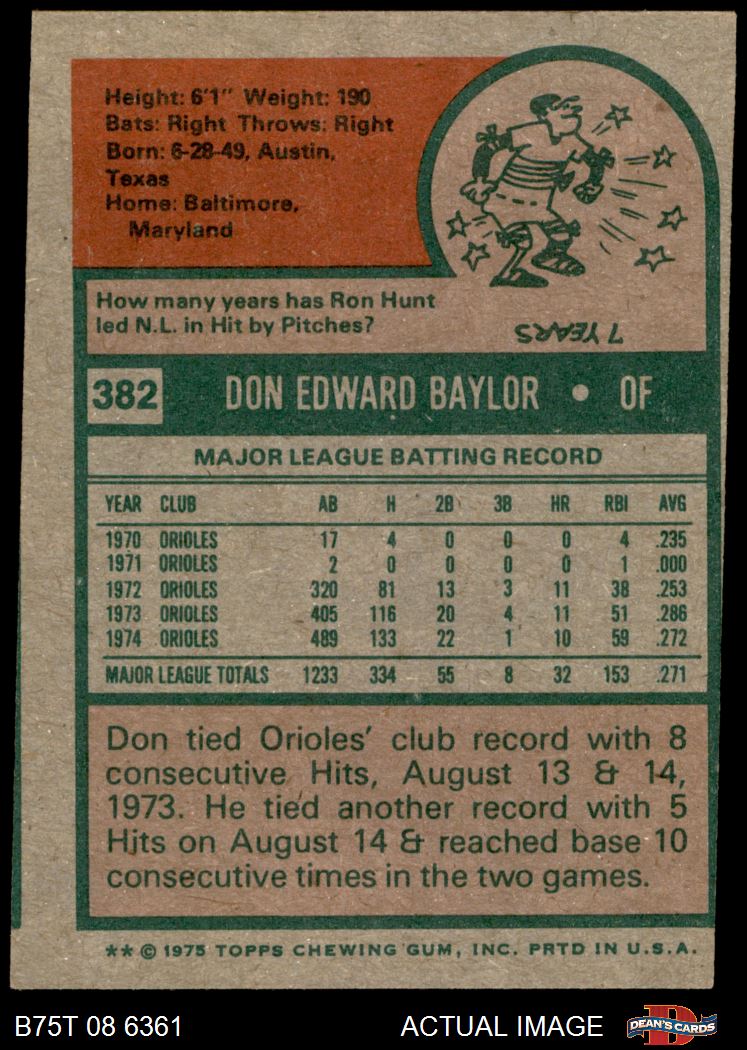 Height: 6'1" Weight: 190
Bats: Right Throws: Right
Born: 6-28-49, Austin,
Texas
Home: Baltimore,
Maryland
How many years has Ron Hunt
led N.L. in Hit by Pitches?
7 YEARS
382 DON EDWARD BAYLOR • OF
MAJOR LEAGUE BATTING RECORD
YEAR CLUB AB H 2B 3B HR RBI AVG
1970 ORIOLES 17 4 0 0 0 4 .235
1971 ORIOLES 2 0 0 0 0 1 .000
1972 ORIOLES 320 81 13 3 11 38 .253
1973 ORIOLES 405 116 20 4 11 51 .286
1974 ORIOLES 489 133 22 1 10 59 .272
MAJOR LEAGUE TOTALS 1233 334 55 8 32 153 .271
Don tied Orioles' club record with 8
consecutive Hits, August 13 & 14,
1973. He tied another record with 5
Hits on August 14 & reached base 10
consecutive times in the two games.
** © 1975 TOPPS CHEWING GUM, INC. PRTD IN U.S.A.
B75T 08 6361 ACTUAL IMAGE DEAN'S CARDS